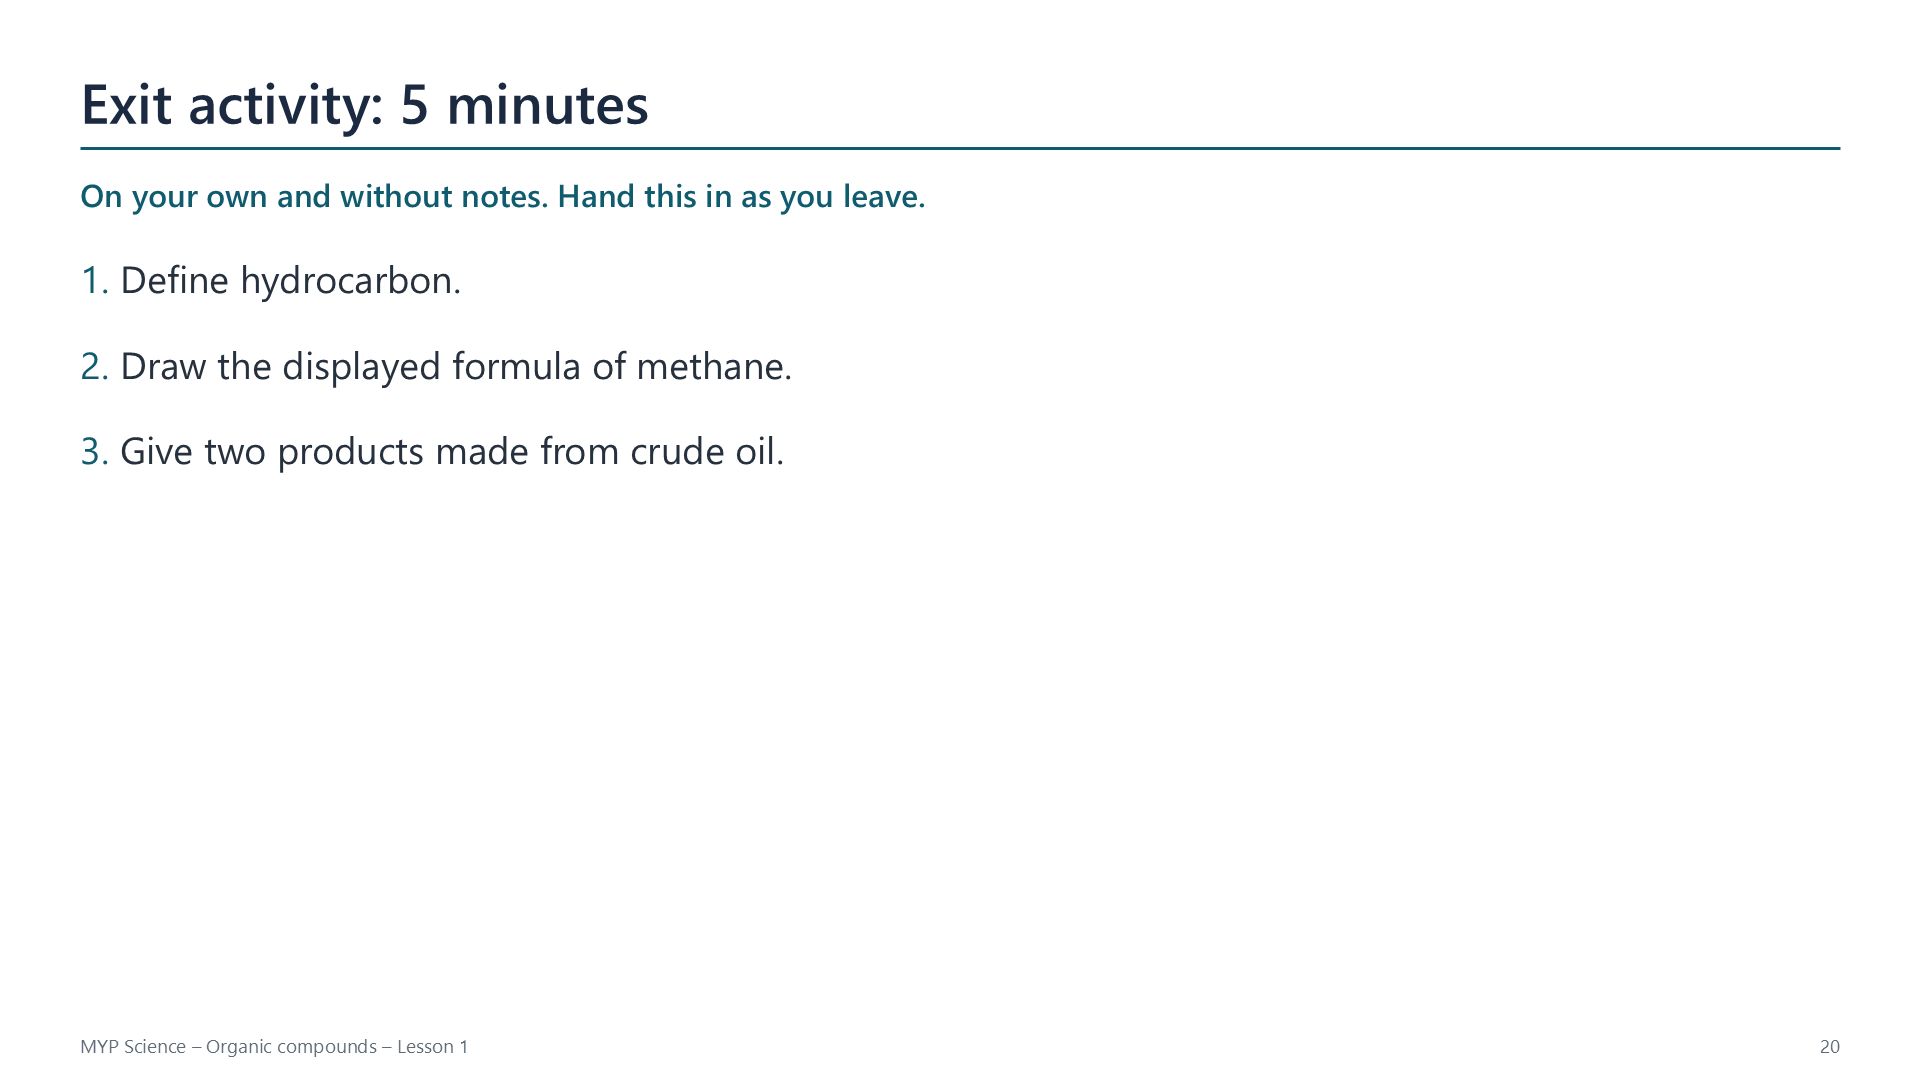 Exit activity: 5 minutes
On your own and without notes. Hand this in as you leave.
1. Define hydrocarbon.
2. Draw the displayed formula of methane.
3. Give two products made from crude oil.
MYP Science – Organic compounds – Lesson 1
20